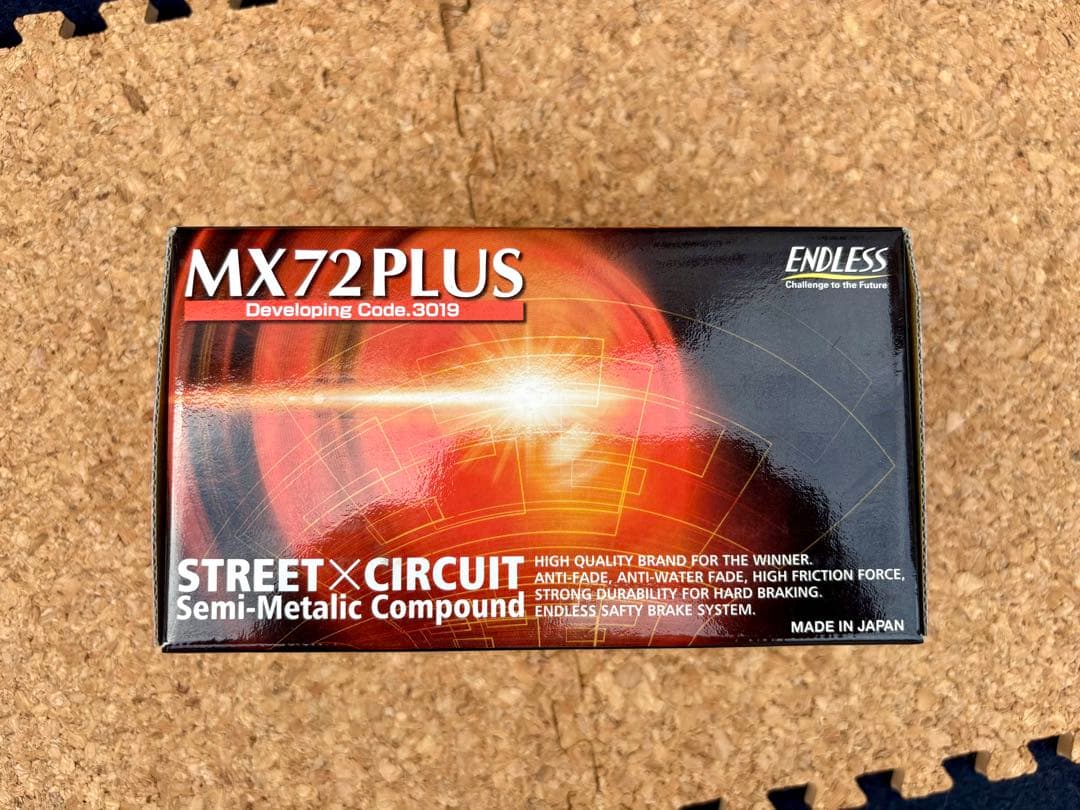 MX72PLUS
Developing Code.3019
ENDLESS
Challenge to the Future
STREET×CIRCUIT
Semi-Metalic Compound
HIGH QUALITY BRAND FOR THE WINNER.
ANTI-FADE, ANTI-WATER FADE, HIGH FRICTION FORCE,
STRONG DURABILITY FOR HARD BRAKING.
ENDLESS SAFTY BRAKE SYSTEM.
MADE IN JAPAN